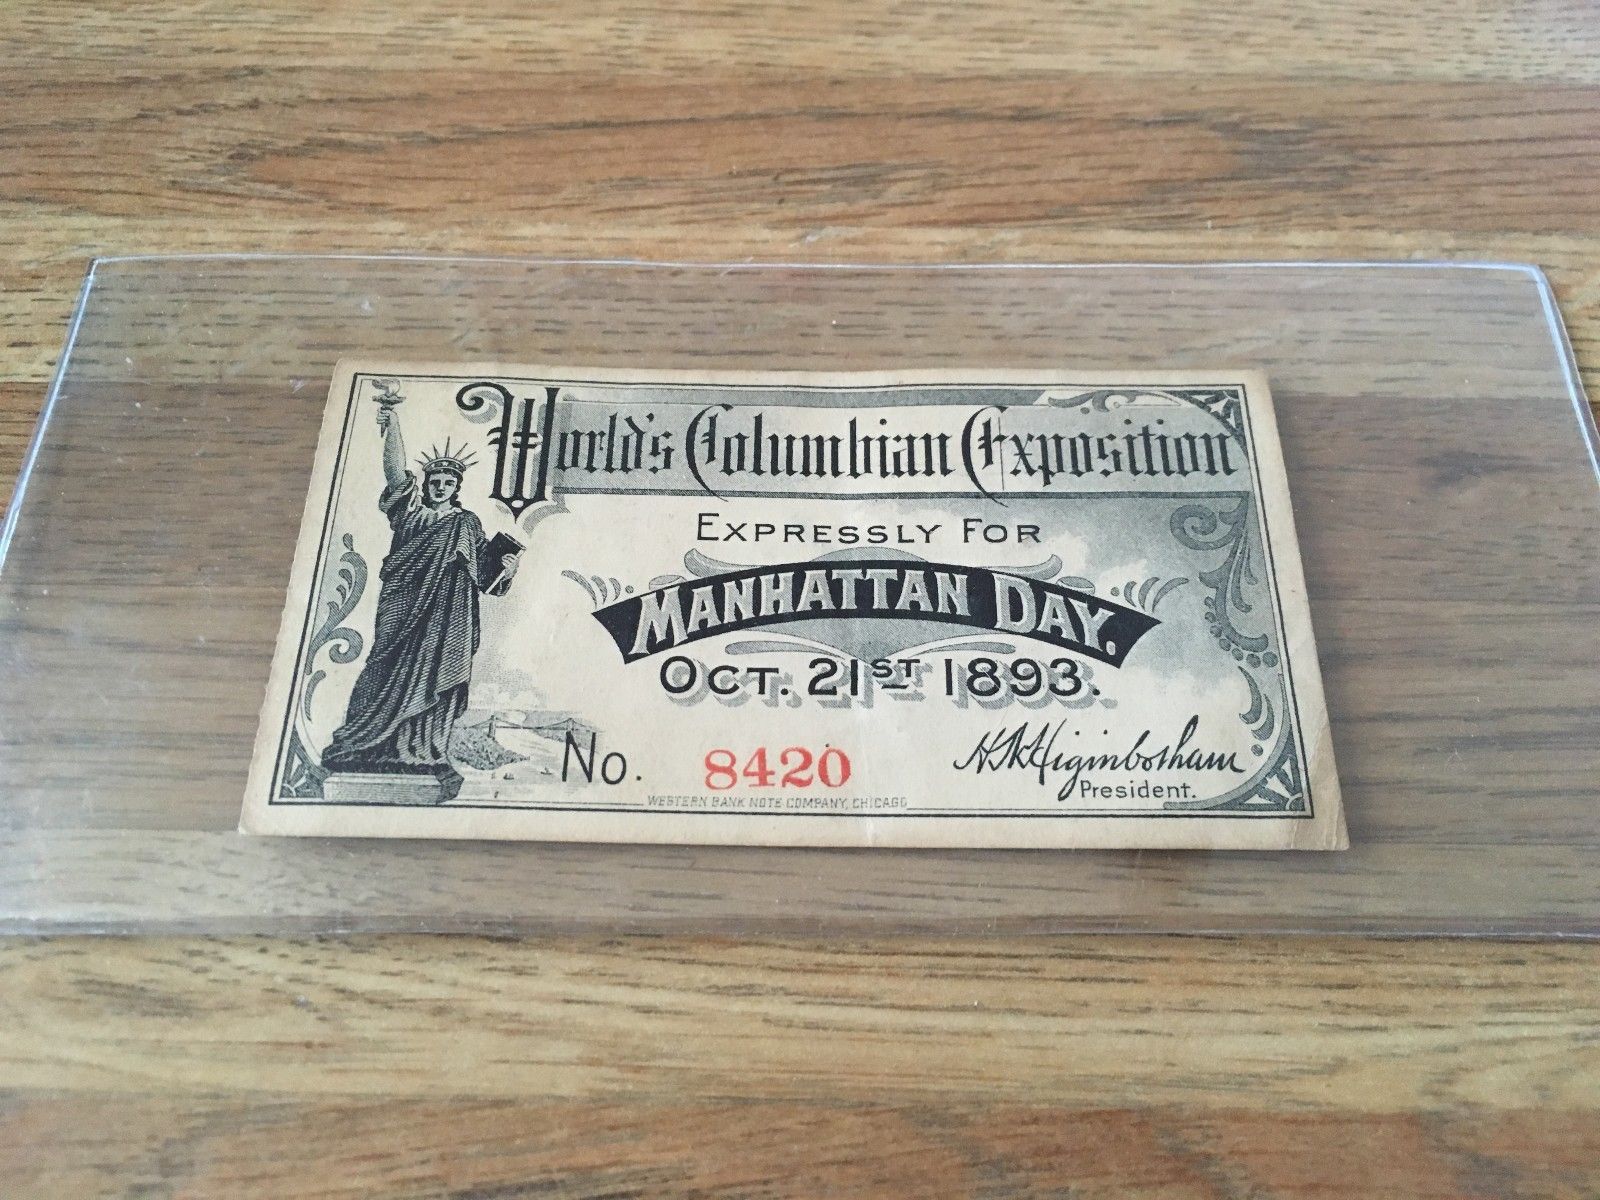 World's Columbian Exposition
EXPRESSLY FOR
MANHATTAN DAY.
OCT. 21ST 1893.
No. 8420
H.N. Higinbotham
President.
WESTERN BANK NOTE COMPANY, CHICAGO